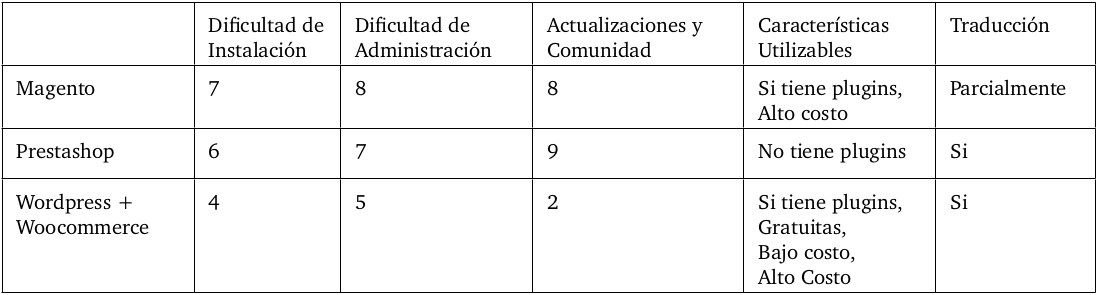 Dificultad de Instalación
Dificultad de Administración
Actualizaciones y Comunidad
Características Utilizables
Traducción
Magento
7
8
8
Si tiene plugins,
Alto costo
Parcialmente
Prestashop
6
7
9
No tiene plugins
Si
Wordpress +
Woocommerce
4
5
2
Si tiene plugins,
Gratuitas,
Bajo costo,
Alto Costo
Si